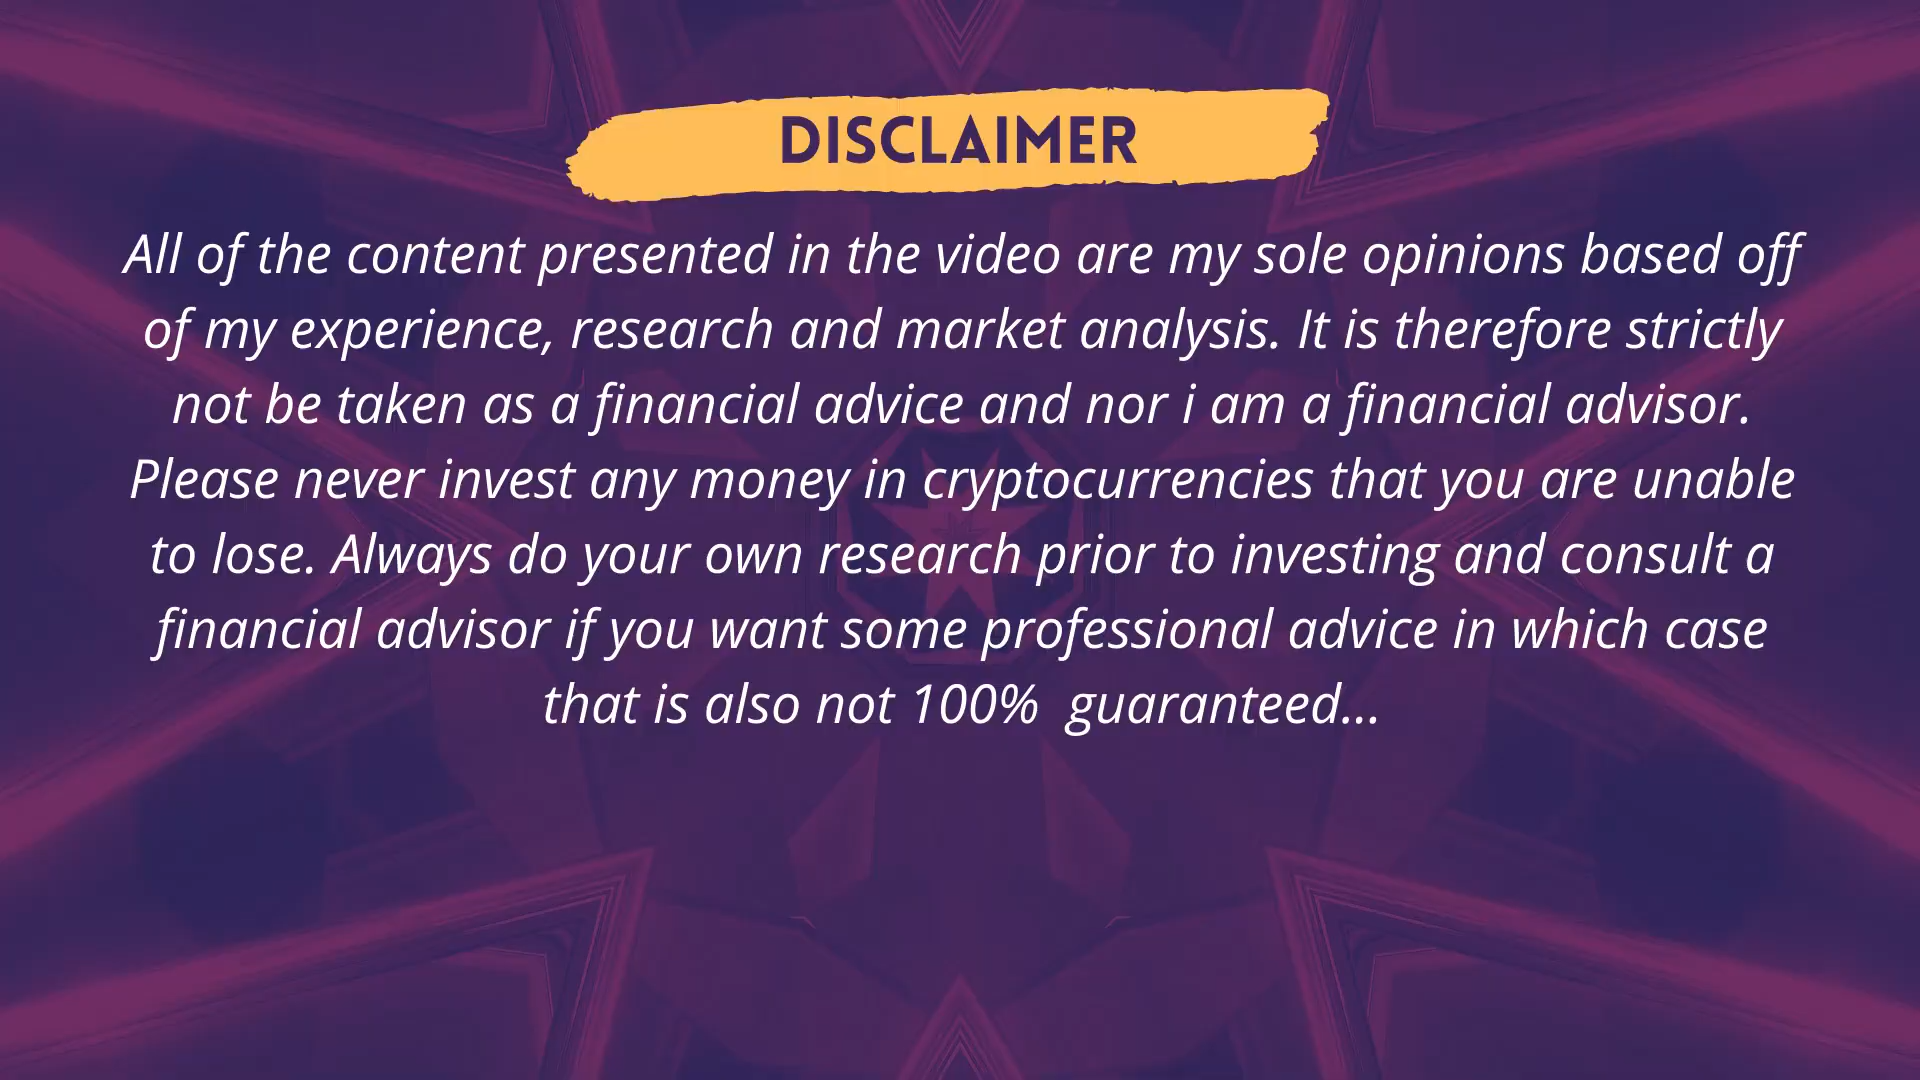 DISCLAIMER
All of the content presented in the video are my sole opinions based off
of my experience, research and market analysis. It is therefore strictly
not be taken as a financial advice and nor i am a financial advisor.
Please never invest any money in cryptocurrencies that you are unable
to lose. Always do your own research prior to investing and consult a
financial advisor if you want some professional advice in which case
that is also not 100%  guaranteed...